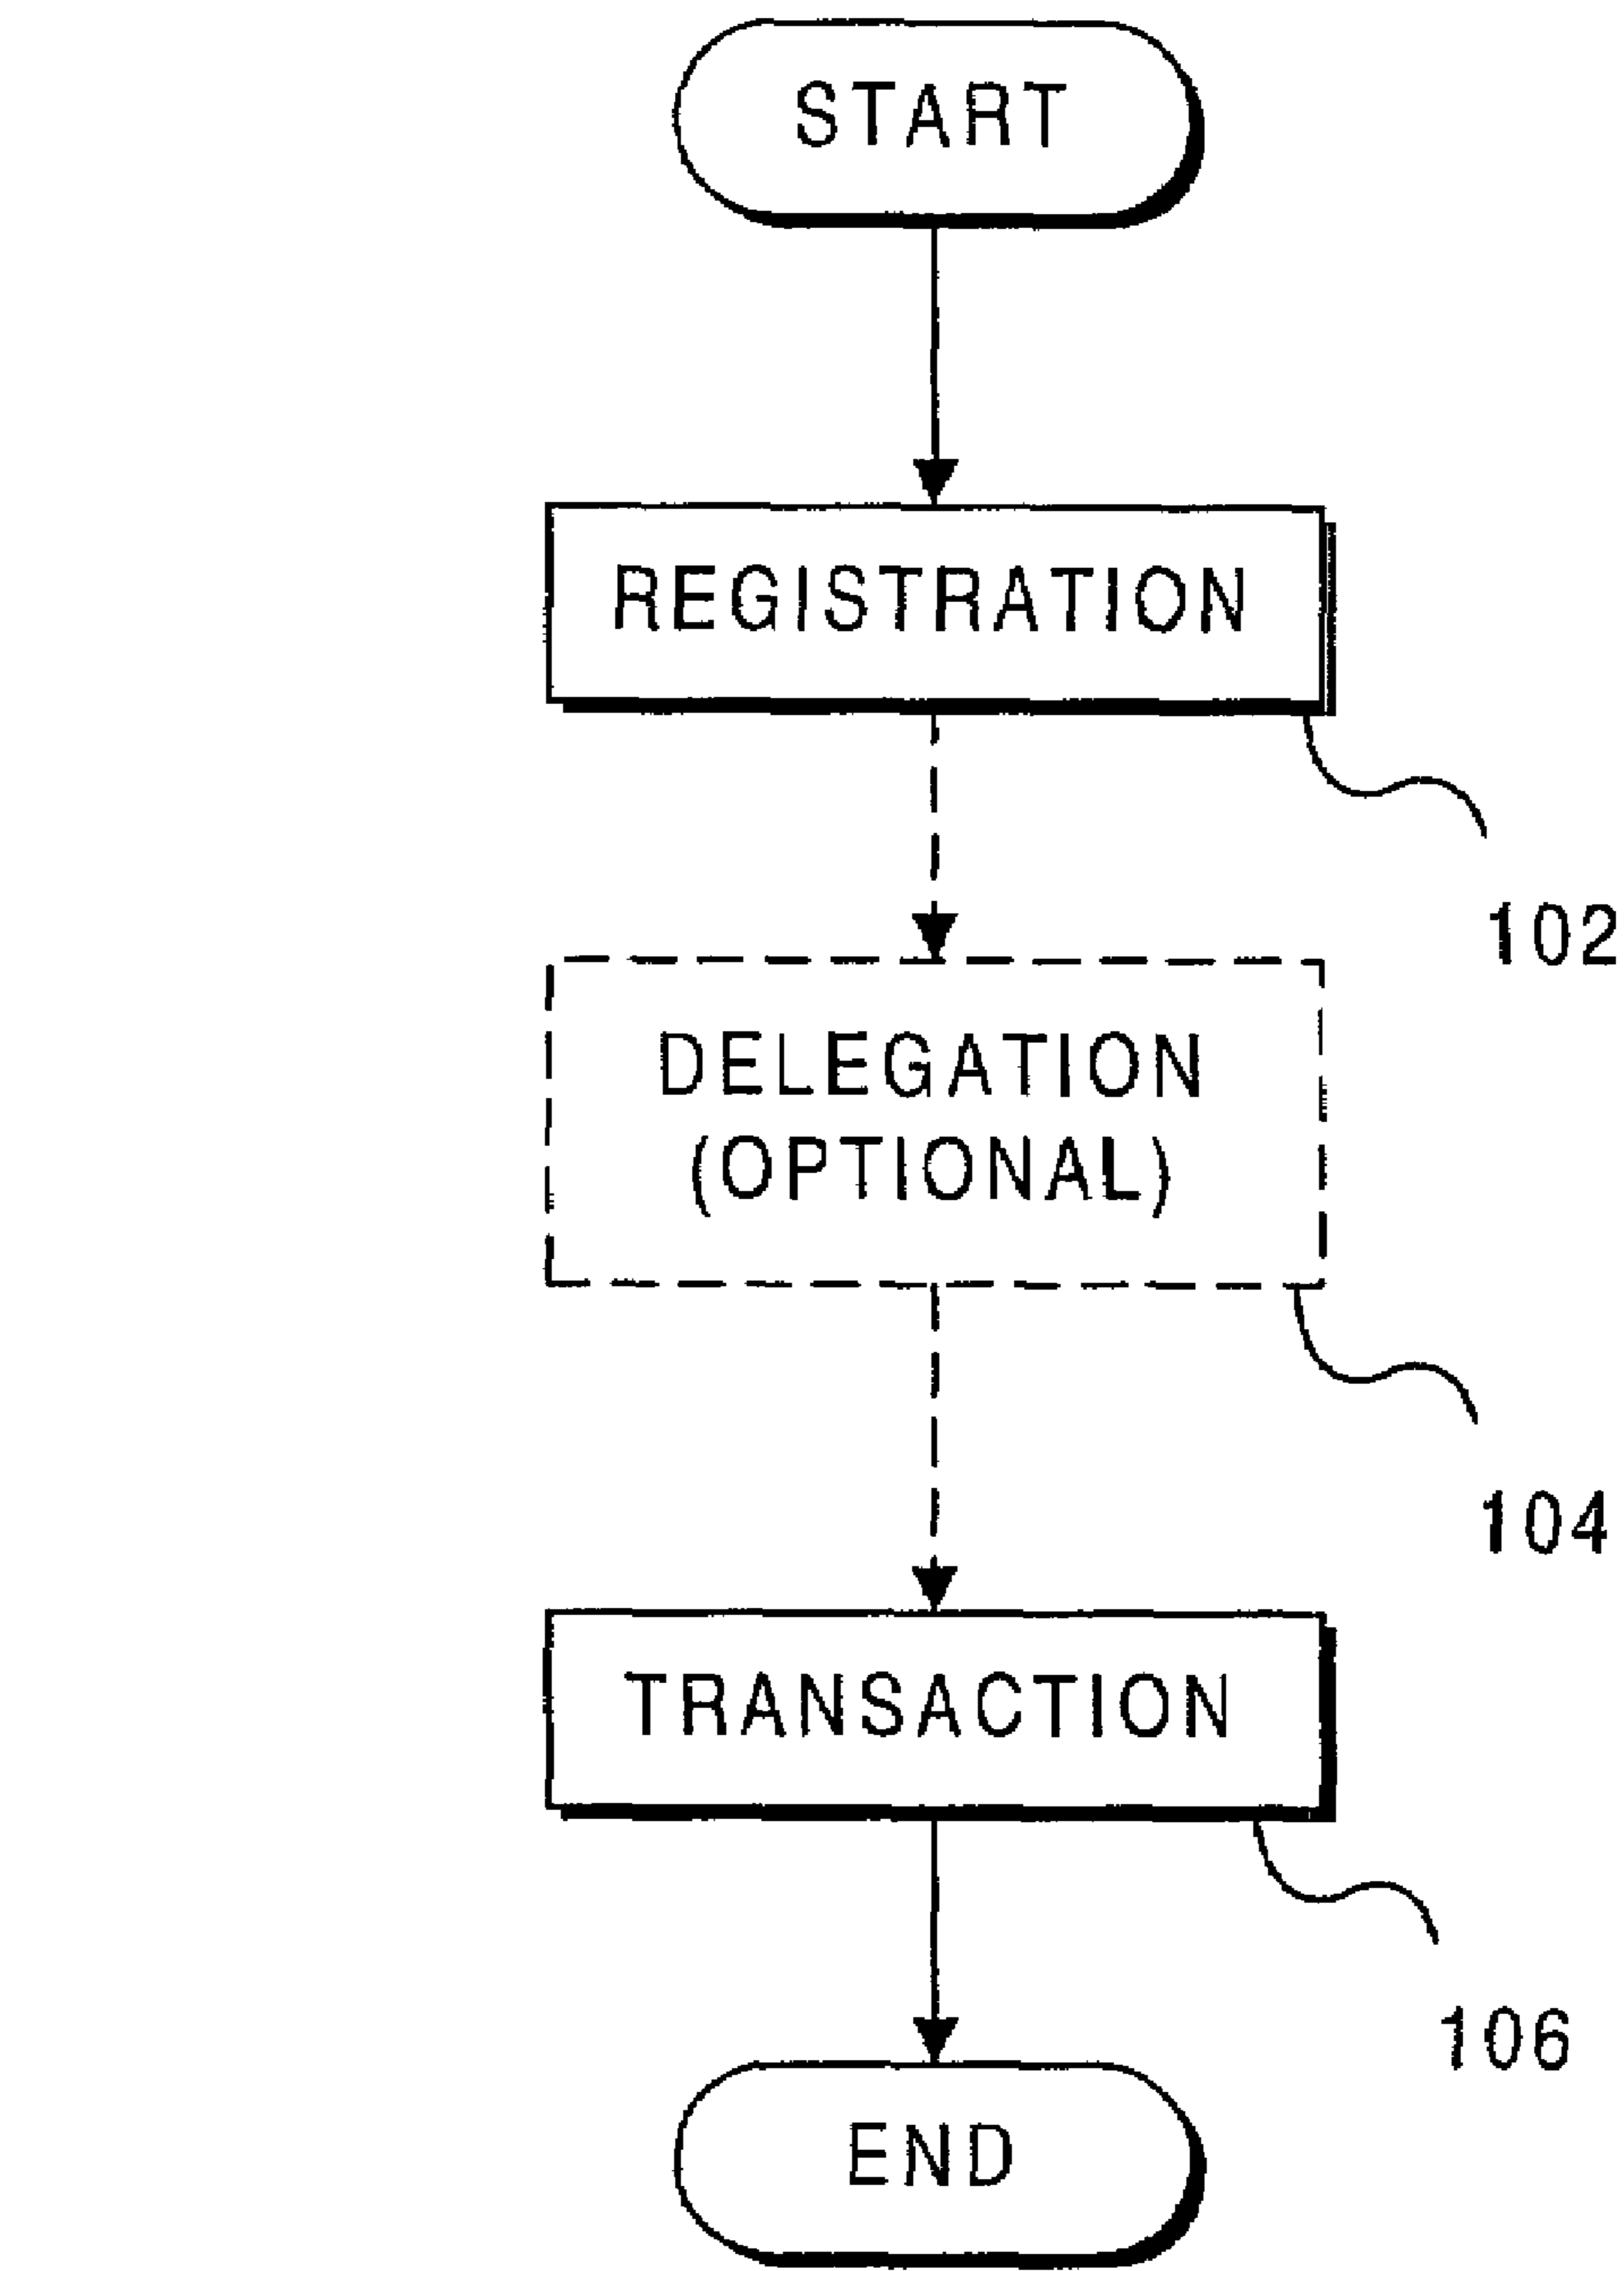 START
REGISTRATION
102
DELEGATION
(OPTIONAL)
104
TRANSACTION
106
END